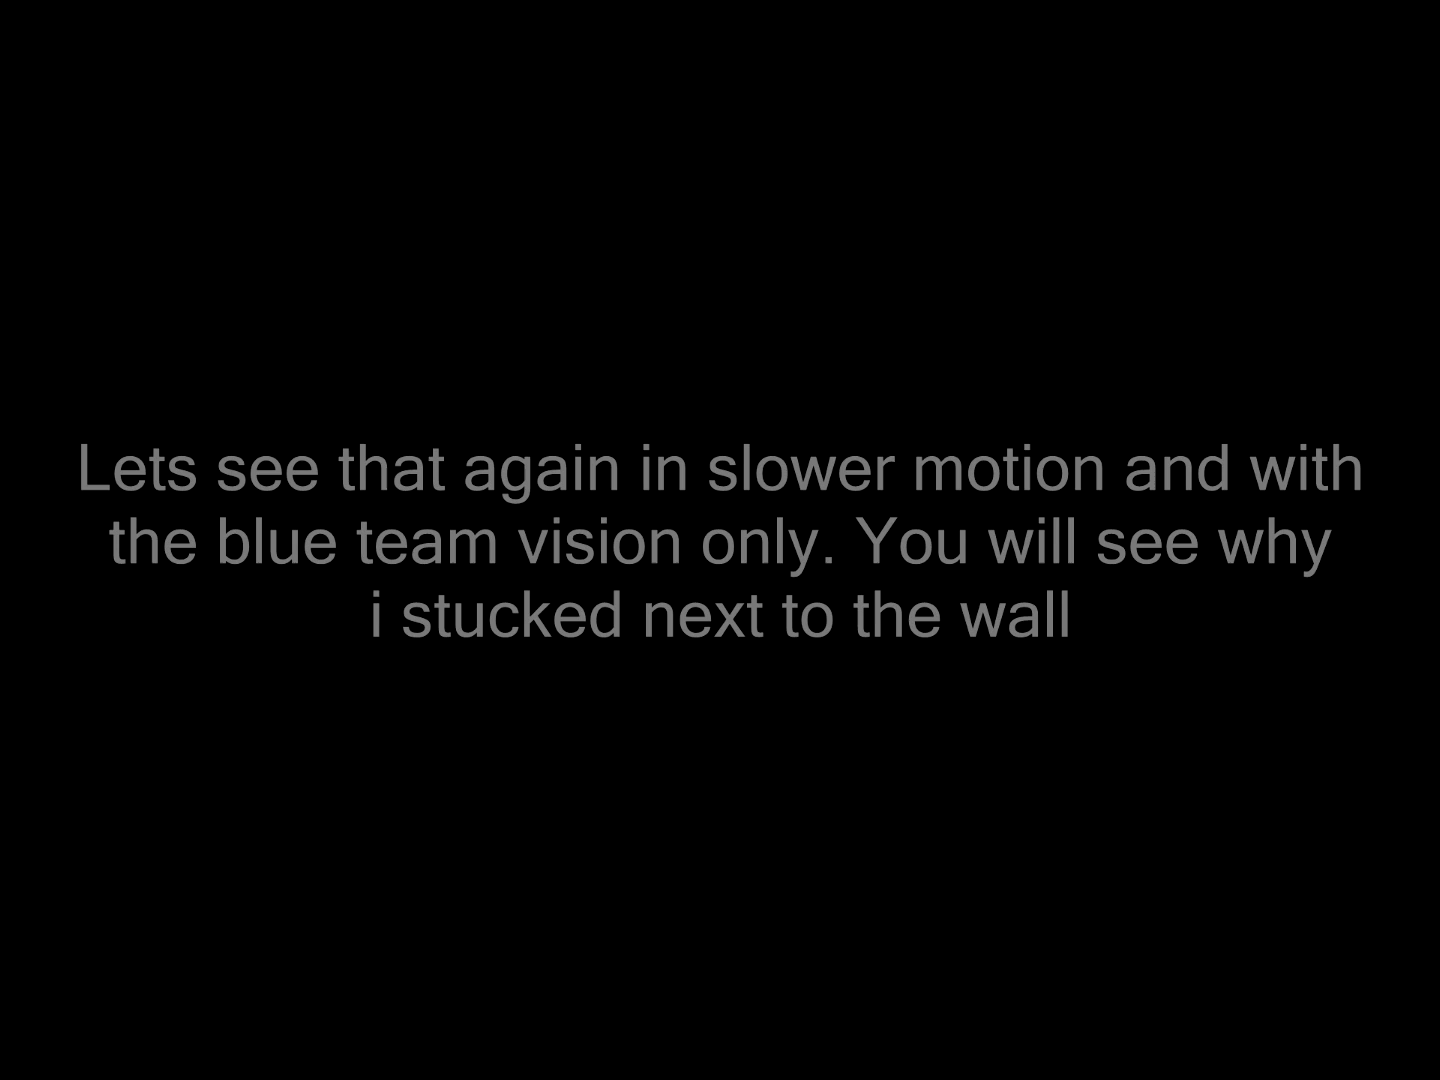 Lets see that again in slower motion and with
the blue team vision only. You will see why
i stucked next to the wall